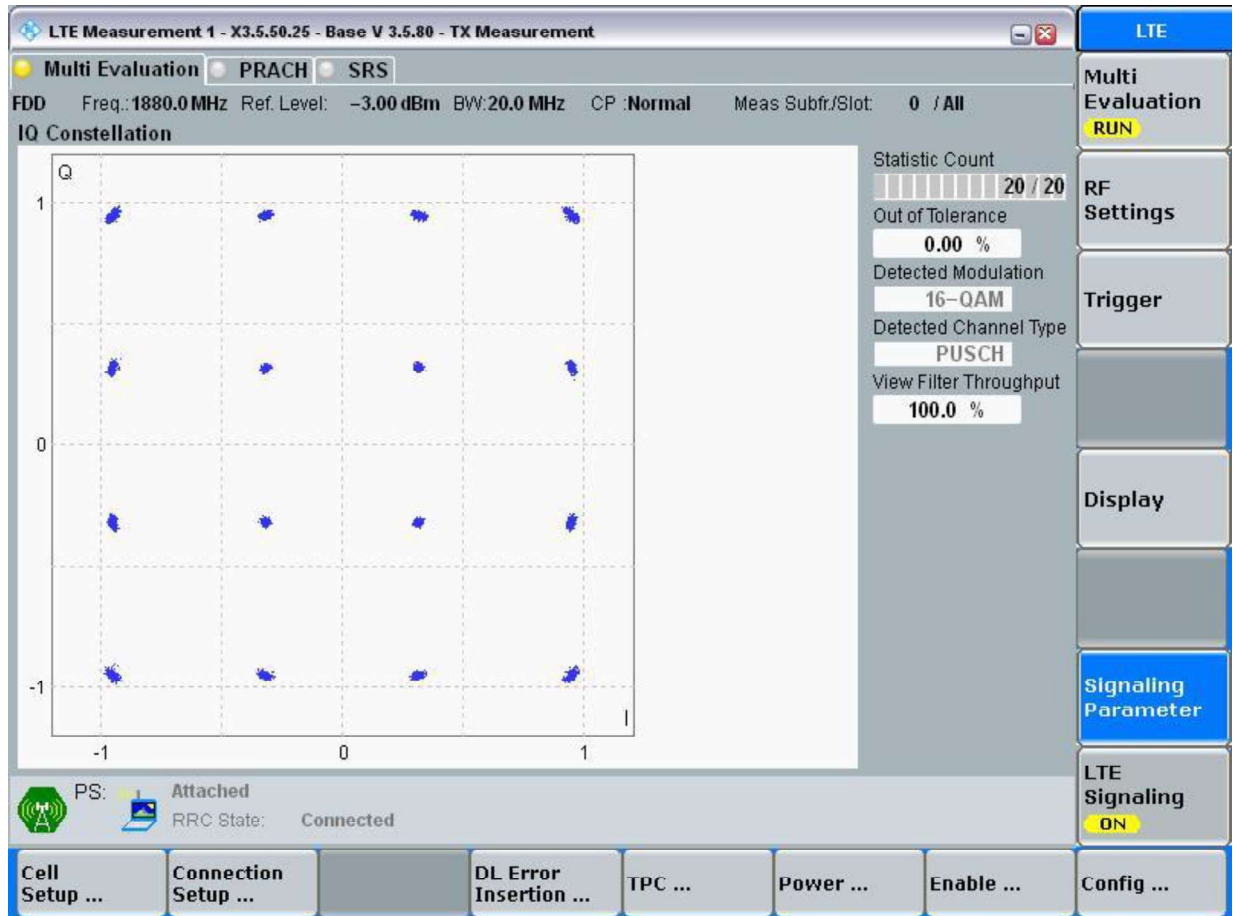 LTE Measurement 1 - X3.5.50.25 - Base V 3.5.80 - TX Measurement
LTE
Multi Evaluation PRACH SRS
FDD Freq.: 1880.0 MHz Ref. Level: −3.00 dBm BW: 20.0 MHz CP : Normal Meas Subfr./Slot: 0 / All
IQ Constellation
Q
1
0
-1
-1 0 1
I
Statistic Count
20 / 20
Out of Tolerance
0.00 %
Detected Modulation
16−QAM
Detected Channel Type
PUSCH
View Filter Throughput
100.0 %
Multi
Evaluation
RUN
RF
Settings
Trigger
Display
Signaling
Parameter
LTE
Signaling
ON
PS: Attached
RRC State: Connected
Cell
Setup ...
Connection
Setup ...
DL Error
Insertion ...
TPC ...
Power ...
Enable ...
Config ...